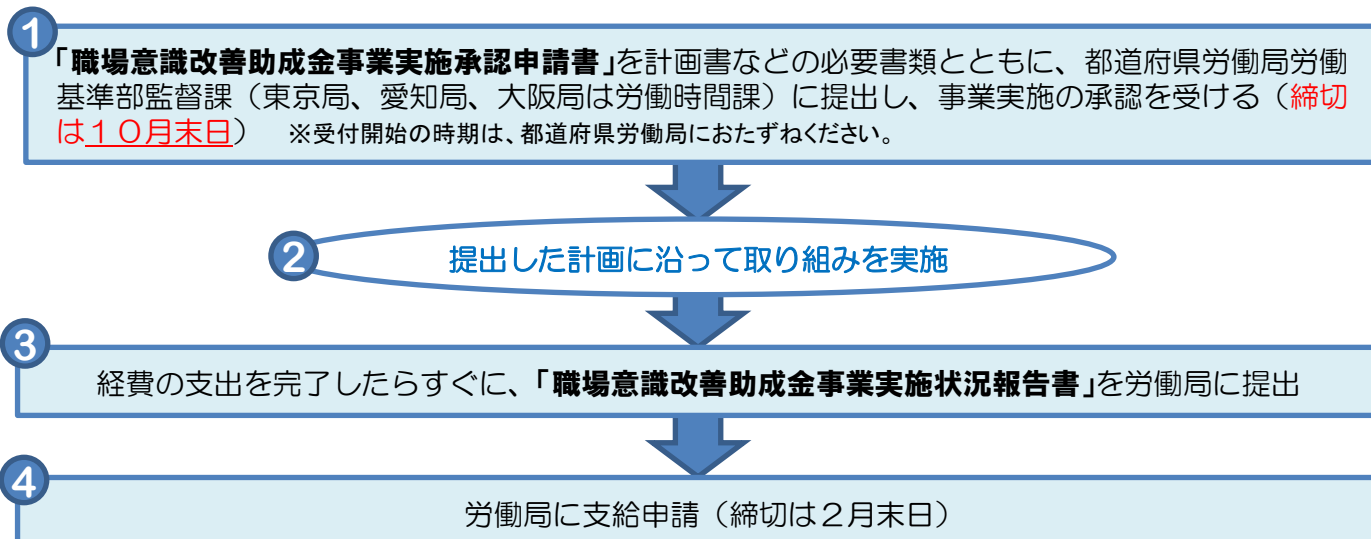 1
「職場意識改善助成金事業実施承認申請書」を計画書などの必要書類とともに、都道府県労働局労働
基準部監督課（東京局、愛知局、大阪局は労働時間課）に提出し、事業実施の承認を受ける（締切
は１０月末日）　※受付開始の時期は、都道府県労働局におたずねください。
2
提出した計画に沿って取り組みを実施
3
経費の支出を完了したらすぐに、「職場意識改善助成金事業実施状況報告書」を労働局に提出
4
労働局に支給申請（締切は２月末日）